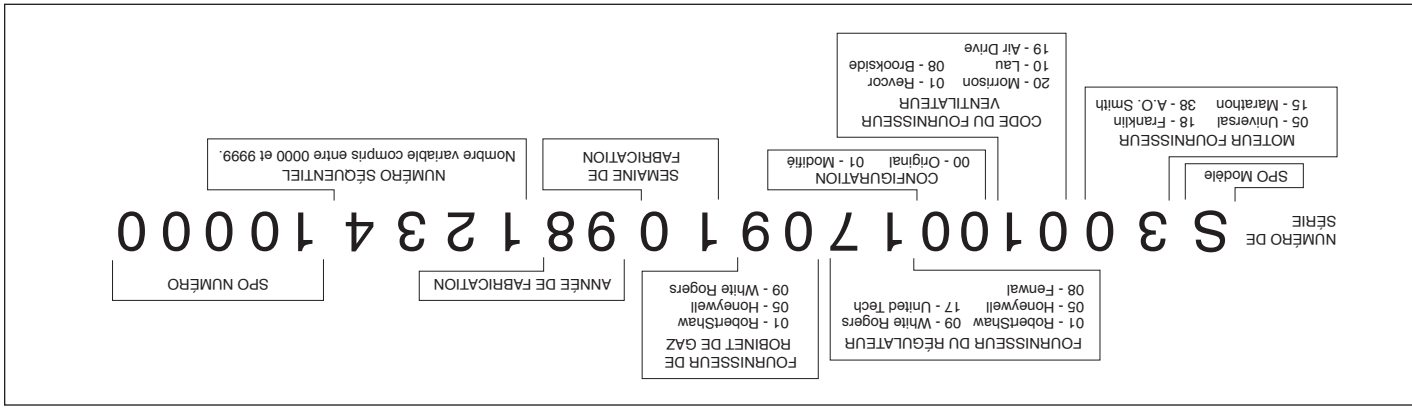 FOURNISSEUR DU RÉGULATEUR
01 - RobertShaw 09 - White Rogers
05 - Honeywell 17 - United Tech
08 - Fenwal
FOURNISSEUR DE
ROBINET DE GAZ
01 - RobertShaw
05 - Honeywell
09 - White Rogers
ANNÉE DE FABRICATION
SPO NUMÉRO
NUMÉRO DE
SÉRIE
S 3 0 0 1 0 0 1 7 0 9 1 0 9 8 1 2 3 4 1 0 0 0 0
SPO Modèle
MOTEUR FOURNISSEUR
05 - Universal 18 - Franklin
15 - Marathon 38 - A.O. Smith
CODE DU FOURNISSEUR
VENTILATEUR
20 - Morrison 01 - Revcor
10 - Lau 08 - Brookside
19 - Air Drive
CONFIGURATION
00 - Original 01 - Modifié
SEMAINE DE
FABRICATION
NUMÉRO SÉQUENTIEL
Nombre variable compris entre 0000 et 9999.